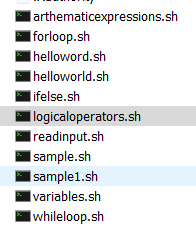 arthematicexpressions.sh
forloop.sh
helloword.sh
helloworld.sh
ifelse.sh
logicaloperators.sh
readinput.sh
sample.sh
sample1.sh
variables.sh
whileloop.sh